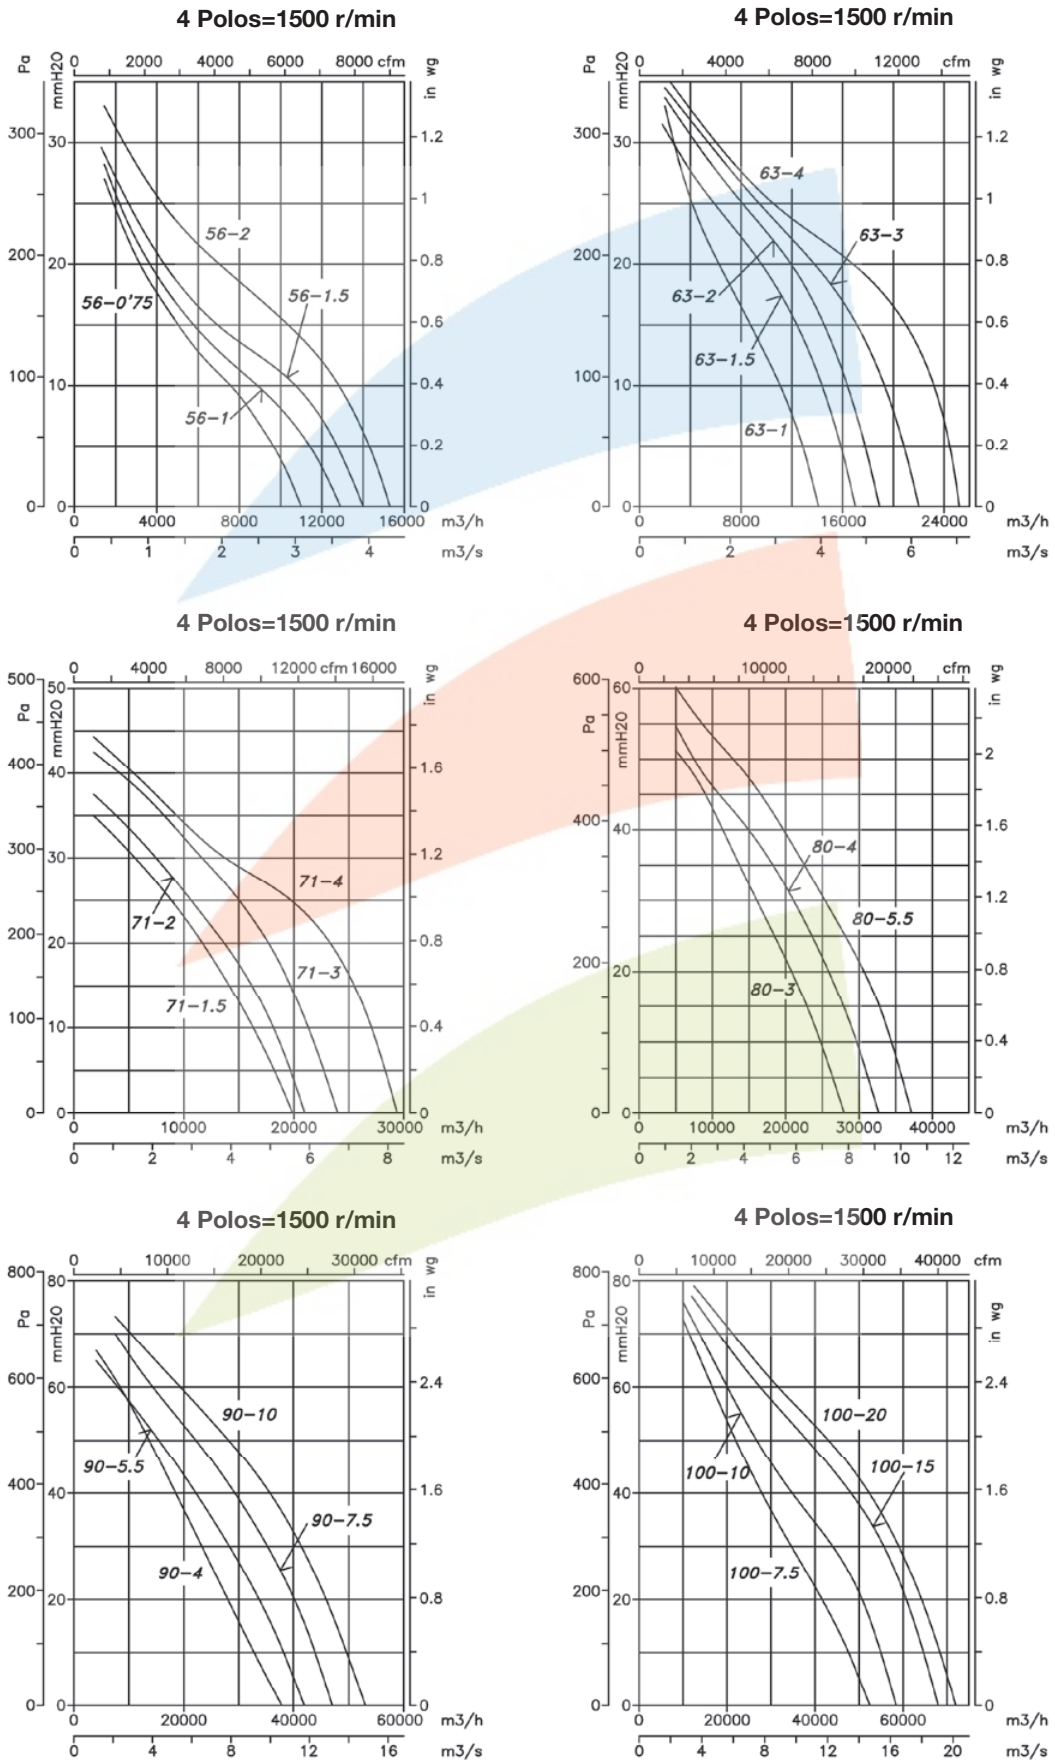 4 Polos=1500 r/min
0 2000 4000 6000 8000 cfm
Pa
mmH2O
in wg
300 30 1.2
1
56-2
200 20 0.8
56-1.5
56-0'75
0.6
100 10 0.4
56-1
0.2
0 0 0
0 4000 8000 12000 16000 m3/h
0 1 2 3 4 m3/s
4 Polos=1500 r/min
0 4000 8000 12000 cfm
Pa
mmH2O
in wg
300 30 1.2
63-4
1
63-3
200 20 0.8
63-2
0.6
63-1.5
100 10 0.4
63-1
0.2
0 0 0
0 8000 16000 24000 m3/h
0 2 4 6 m3/s
4 Polos=1500 r/min
0 4000 8000 12000 cfm 16000
500 50
Pa
mmH2O
in wg
400 40 1.6
300 30 1.2
71-4
71-2
200 20 0.8
71-3
71-1.5
100 10 0.4
0 0 0
0 10000 20000 30000 m3/h
0 2 4 6 8 m3/s
4 Polos=1500 r/min
0 10000 20000 cfm
600 60
Pa
mmH2O
in wg
2
400 40 1.6
80-4
1.2
80-5.5
200 20 0.8
80-3
0.4
0 0 0
0 10000 20000 30000 40000 m3/h
0 2 4 6 8 10 12 m3/s
4 Polos=1500 r/min
0 10000 20000 30000 cfm
800 80
Pa
mmH2O
in wg
600 60 2.4
90-10
90-5.5
400 40 1.6
90-7.5
90-4
200 20 0.8
0 0 0
0 20000 40000 60000 m3/h
0 4 8 12 16 m3/s
4 Polos=1500 r/min
0 10000 20000 30000 40000 cfm
800 80
Pa
mmH2O
in wg
600 60 2.4
100-20
100-10
100-15
400 40 1.6
100-7.5
200 20 0.8
0 0 0
0 20000 40000 60000 m3/h
0 4 8 12 16 20 m3/s